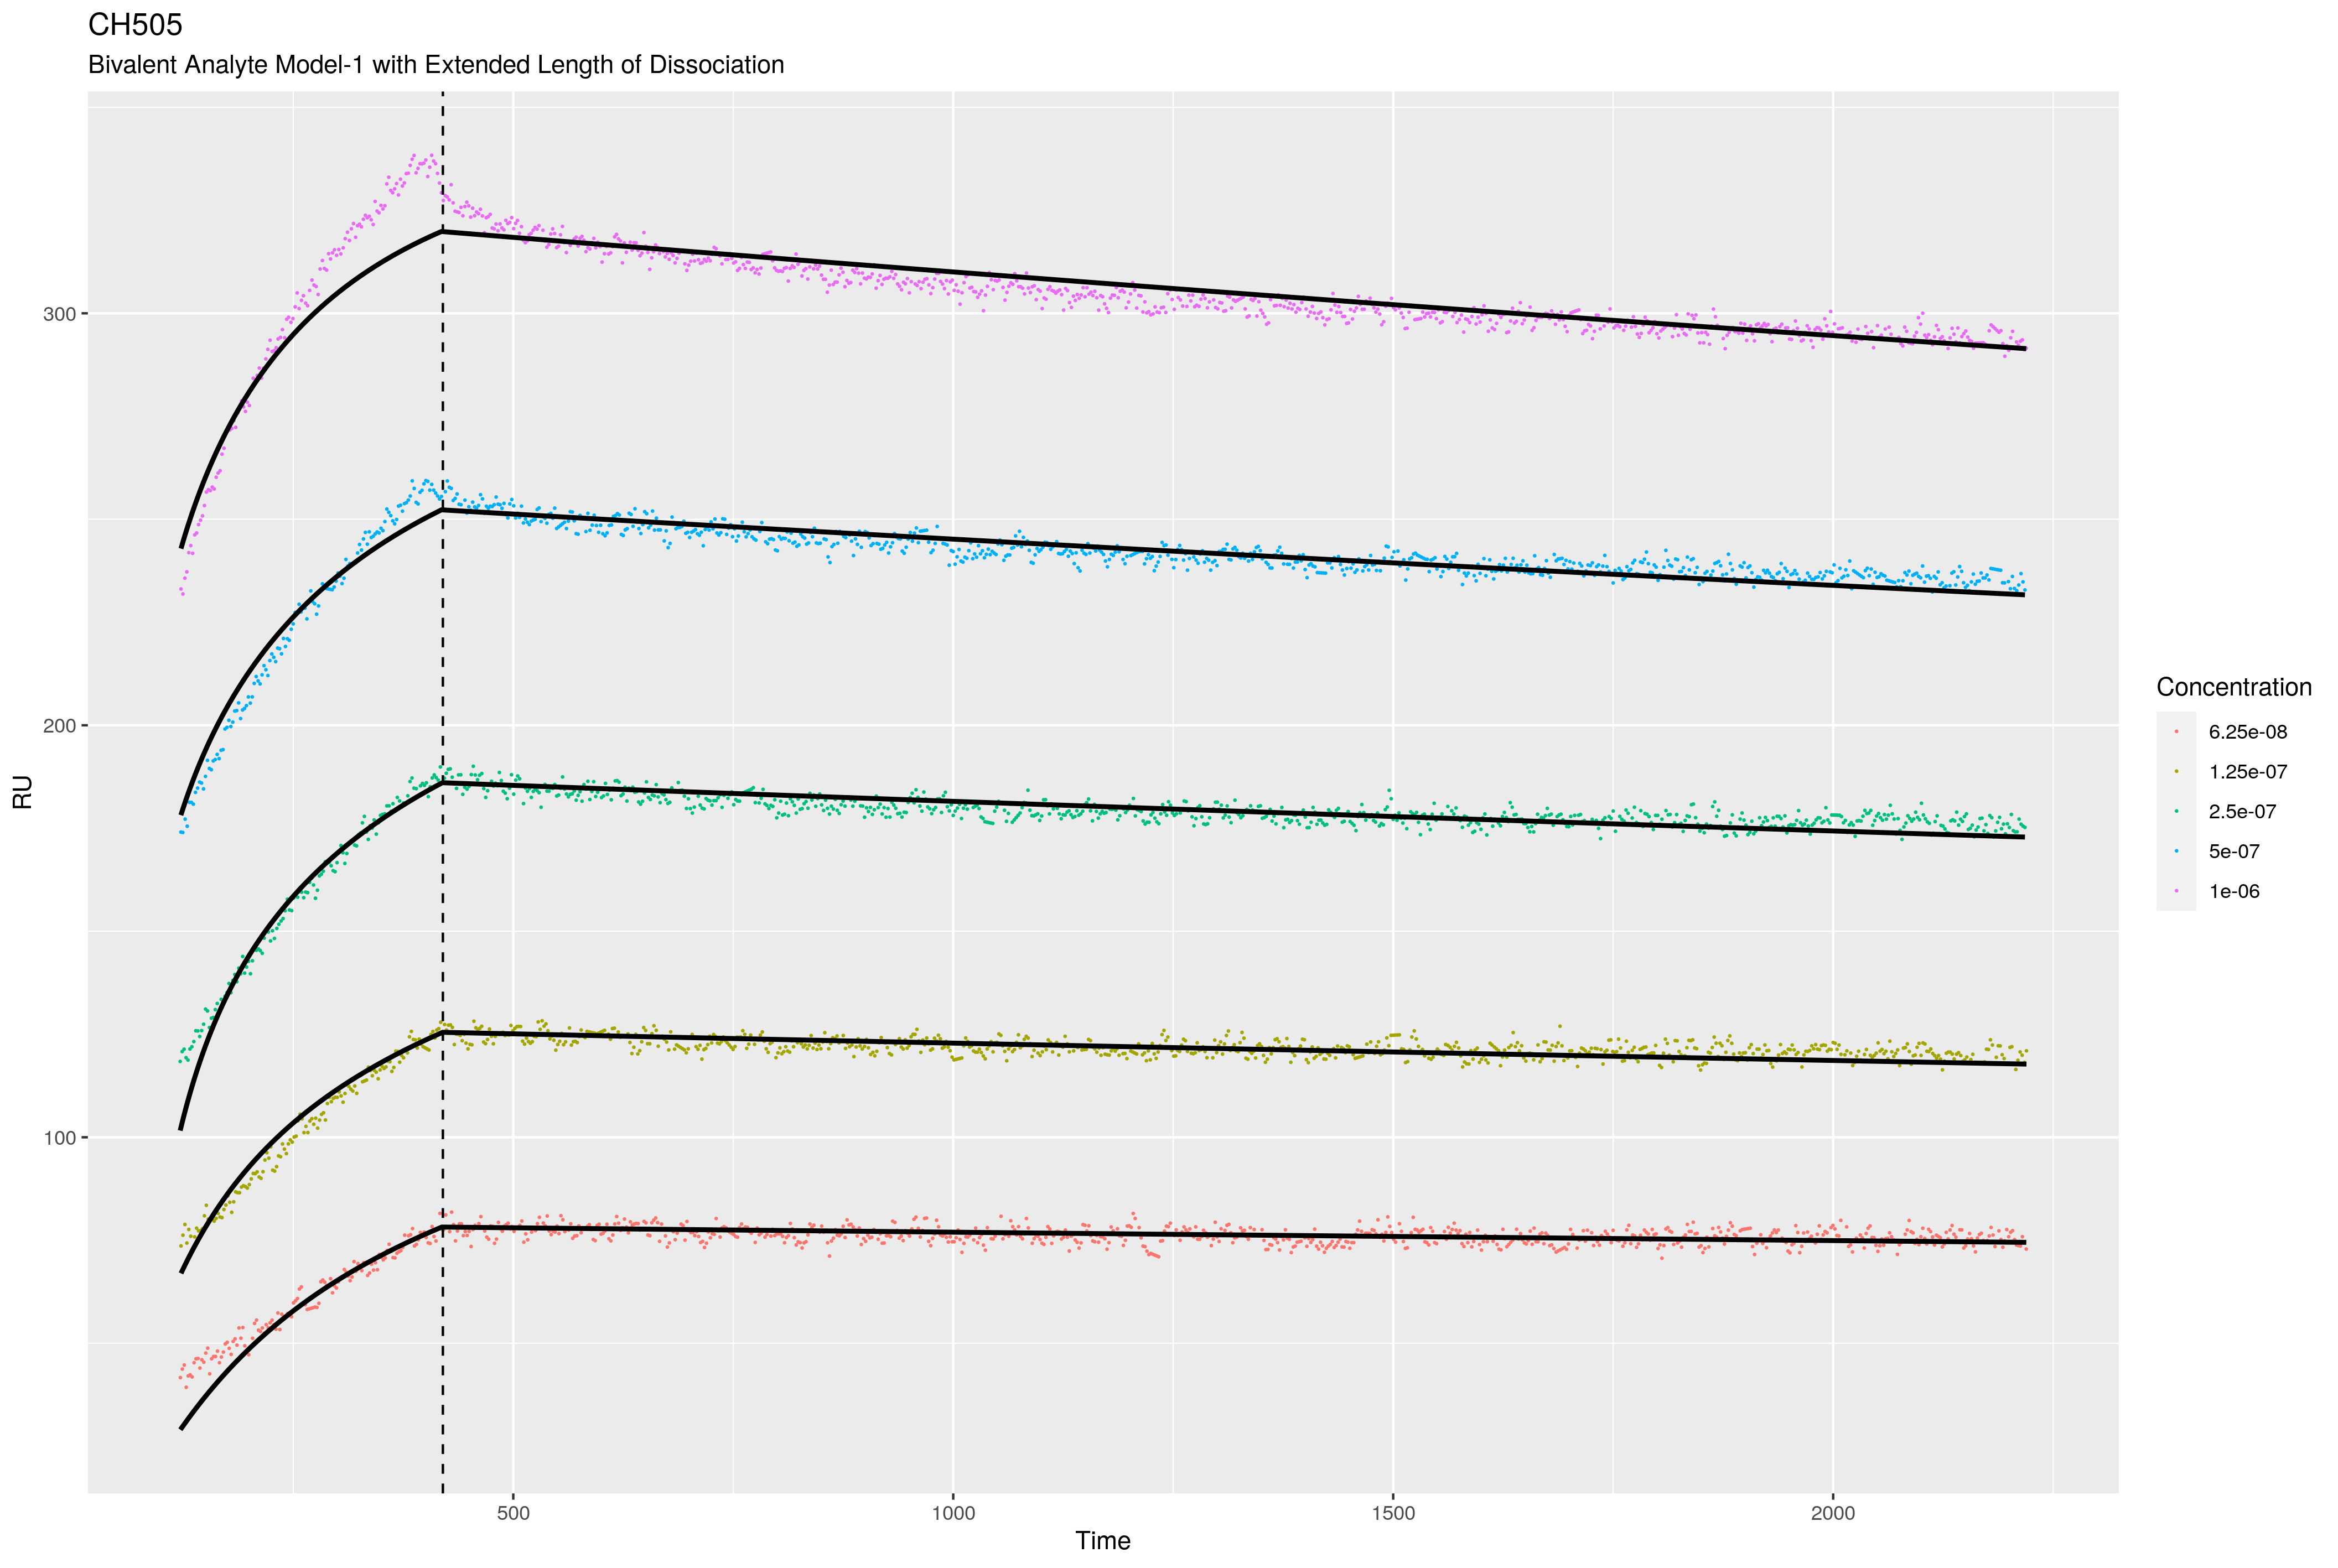 CH505
Bivalent Analyte Model-1 with Extended Length of Dissociation
RU
300
200
100
500
1000
1500
2000
Time
Concentration
6.25e-08
1.25e-07
2.5e-07
5e-07
1e-06